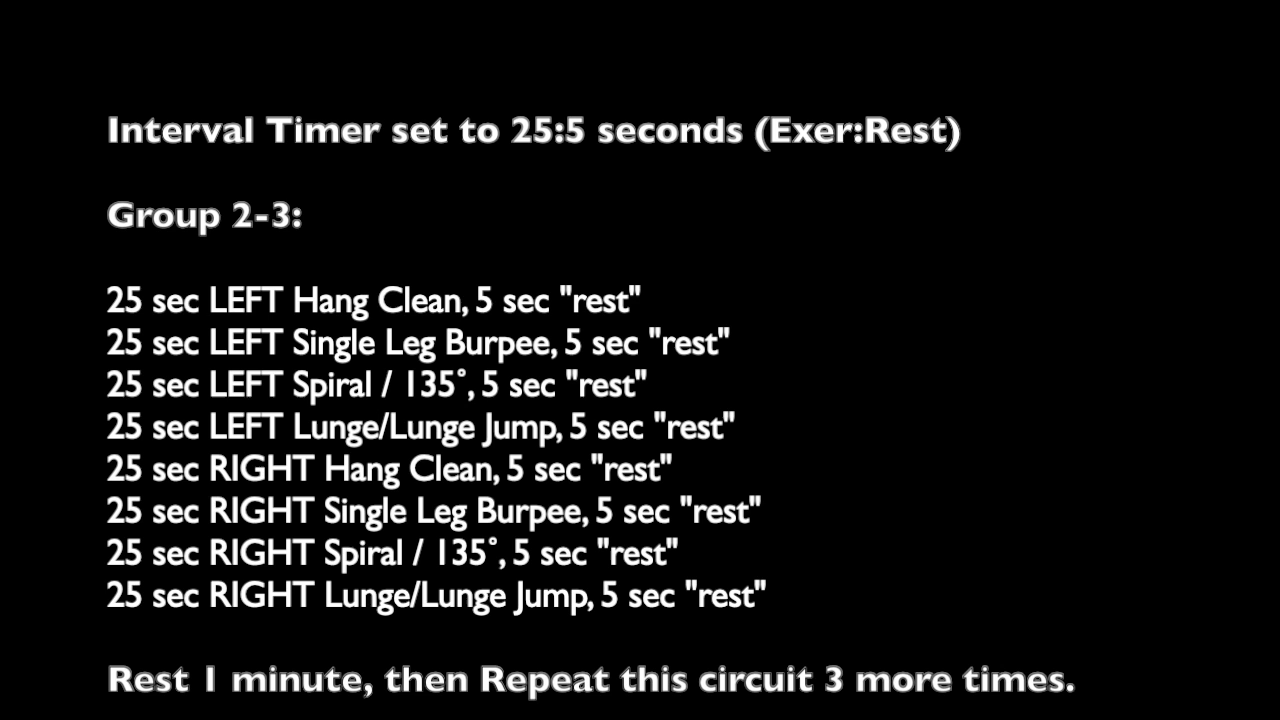 Interval Timer set to 25:5 seconds (Exer:Rest)
Group 2-3:
25 sec LEFT Hang Clean, 5 sec "rest"
25 sec LEFT Single Leg Burpee, 5 sec "rest"
25 sec LEFT Spiral / 135˚, 5 sec "rest"
25 sec LEFT Lunge/Lunge Jump, 5 sec "rest"
25 sec RIGHT Hang Clean, 5 sec "rest"
25 sec RIGHT Single Leg Burpee, 5 sec "rest"
25 sec RIGHT Spiral / 135˚, 5 sec "rest"
25 sec RIGHT Lunge/Lunge Jump, 5 sec "rest"
Rest 1 minute, then Repeat this circuit 3 more times.